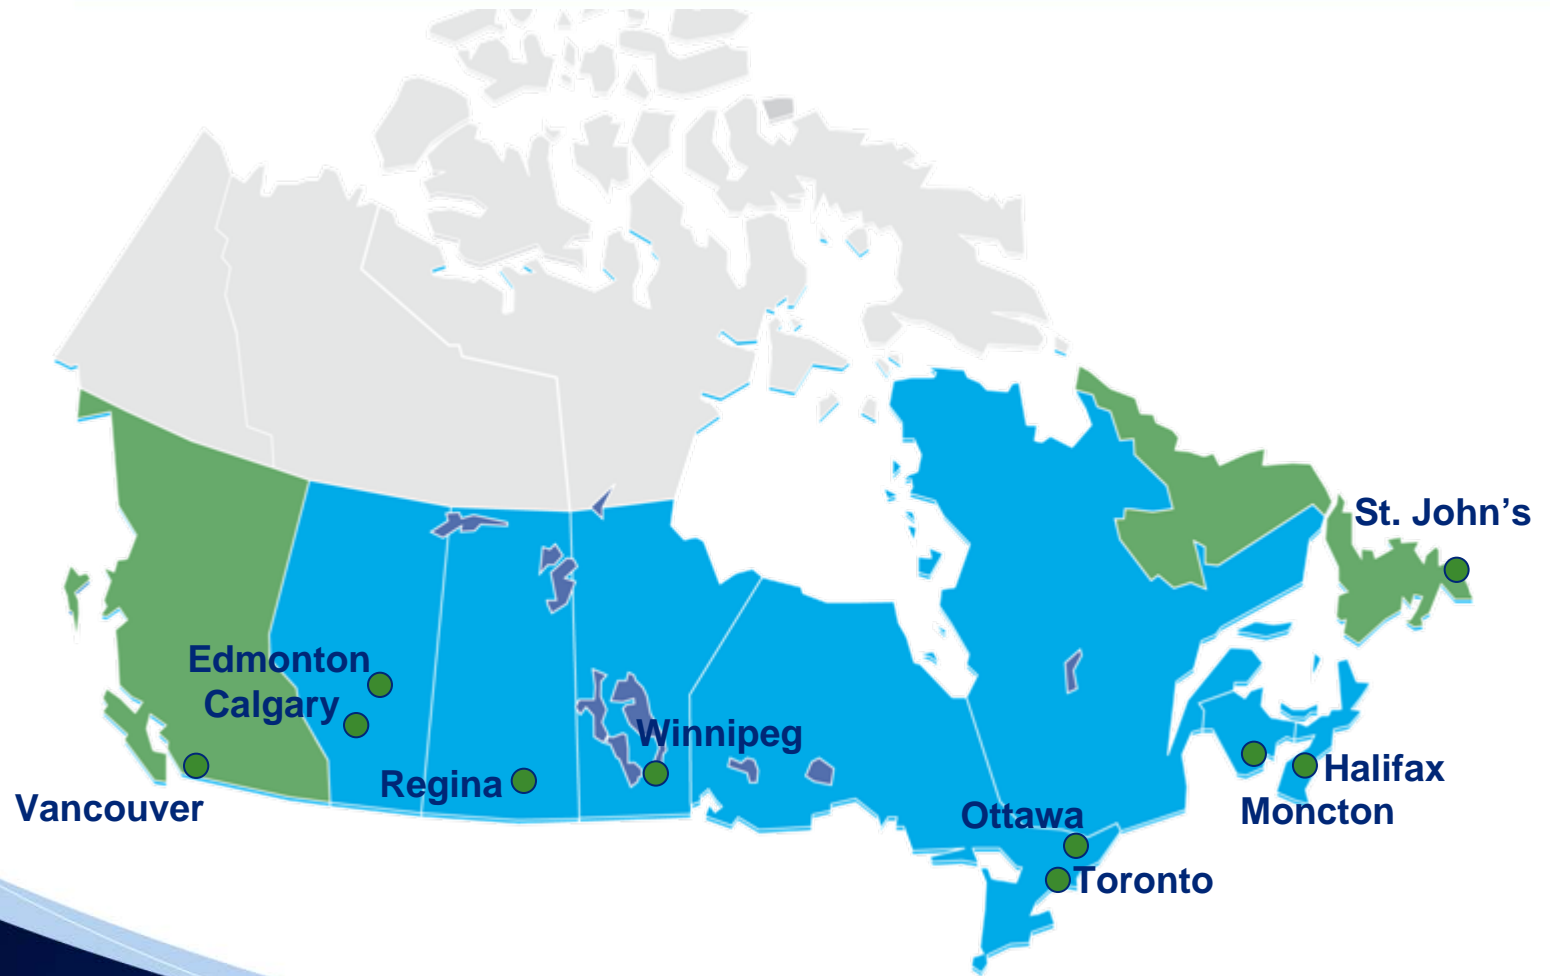 St. John’s
Edmonton
Calgary
Winnipeg
Regina
Halifax
Vancouver
Moncton
Ottawa
Toronto